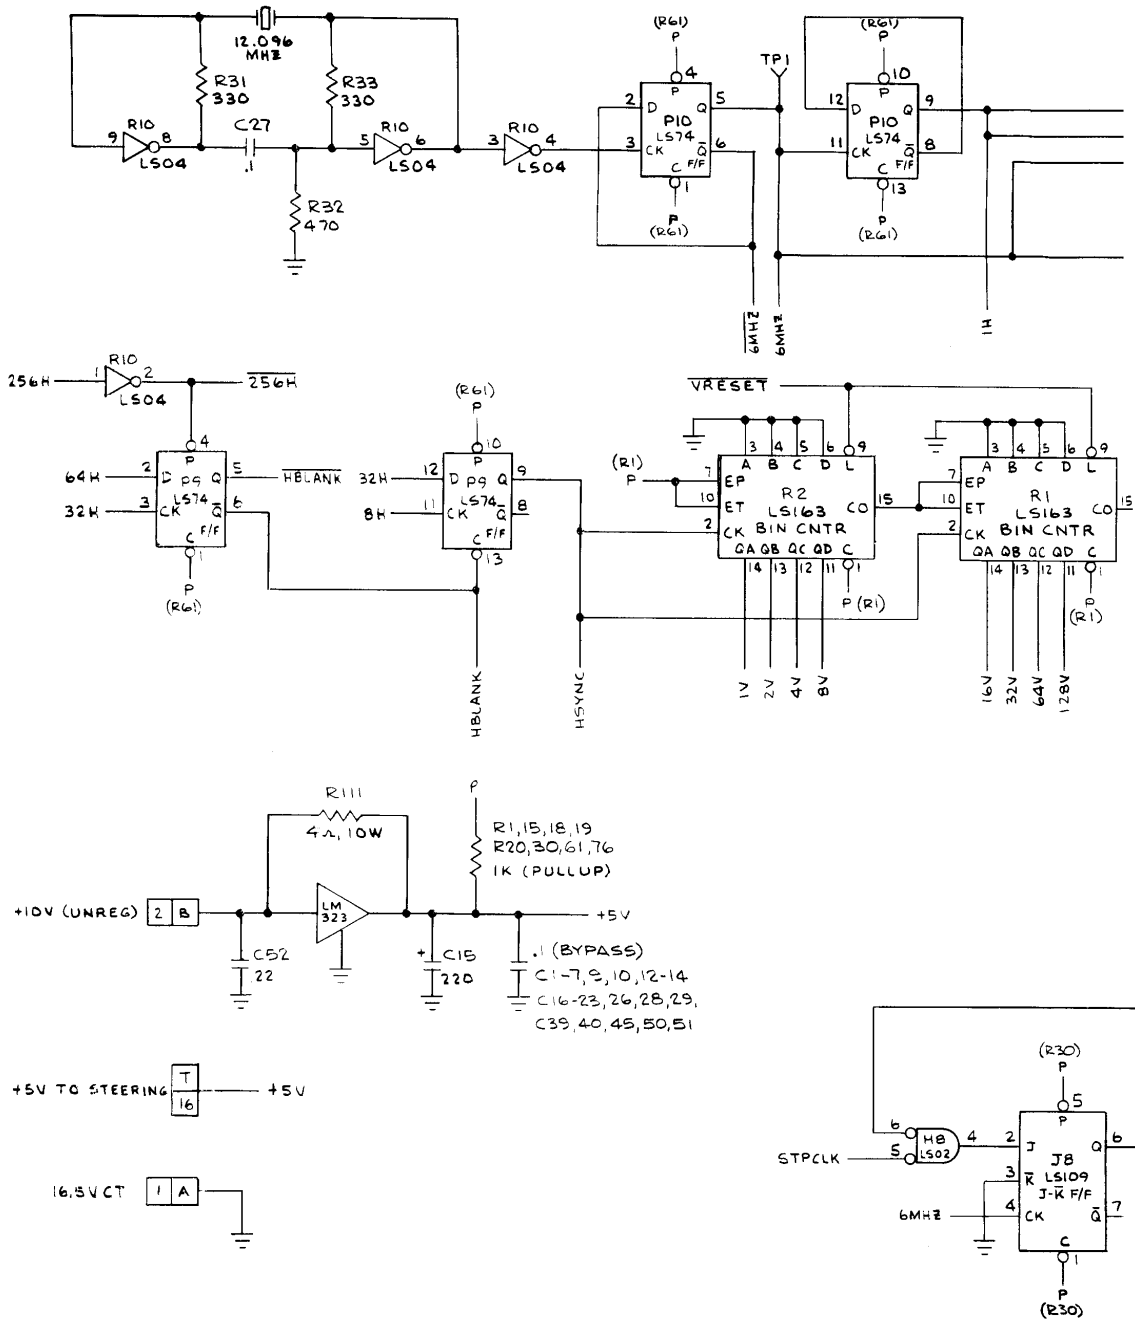 12.096
MHZ
R31
330
R33
330
R10
9 8
LS04
C27
.1
R10
5 6
LS04
R10
3 4
LS04
R32
470
(R61)
P
4
P
2 D Q 5
P10
LS74
3 CK Q̅ 6
F/F
C
1
P
(R61)
TP1
(R61)
P
10
P
12 D Q 9
P10
LS74
11 CK Q̅ 8
F/F
C
13
P
(R61)
6MHZ
6MHZ
1H
256H
R10
1 2
LS04
256H
4
P
64H 2 D Q 5 HBLANK
P9
LS74
32H 3 CK Q̅ 6
F/F
C
1
P
(R61)
(R61)
P
10
P
32H 12 D Q 9
P9
LS74
8H 11 CK Q̅ 8
F/F
C
13
HBLANK
HSYNC
VRESET
3 4 5 6 9
A B C D L
(R1)
P
7 EP
R2
10 ET
LS163
CO 15
2 CK
BIN CNTR
QA QB QC QD C
14 13 12 11 1
P (R1)
1V
2V
4V
8V
3 4 5 6 9
A B C D L
7 EP
R1
10 ET
LS163
CO 15
2 CK
BIN CNTR
QA QB QC QD C
14 13 12 11 1
P
(R1)
16V
32V
64V
128V
R111
4Ω, 10W
P
R1,15,18,19
R20,30,61,76
1K (PULLUP)
+10V (UNREG) 2 B
LM
323
+5V
C52
22
+ C15
220
.1 (BYPASS)
C1-7,9,10,12-14
C16-23,26,28,29,
C39,40,45,50,51
+5V TO STEERING T
16
+5V
16.5VCT 1 A
(R30)
P
5
P
6
H8
LS02
4
STPCLK 5
2 J Q 6
J8
3 K̅
LS109
J-K̅ F/F
6MHZ 4 CK Q̅ 7
C
1
P
(R30)